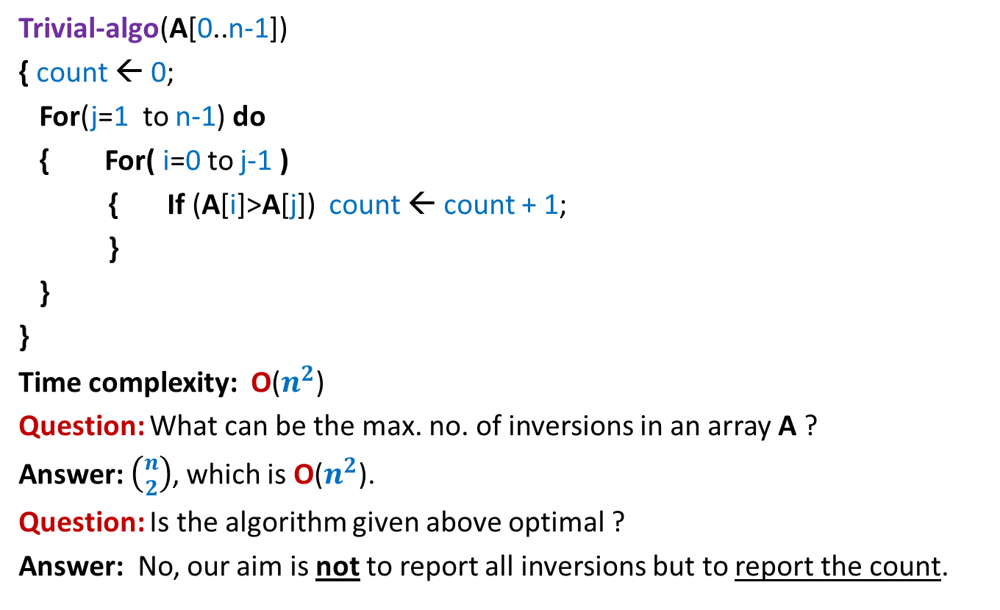 Trivial-algo(A[0..n-1])
{ count ← 0;
For(j=1 to n-1) do
{ For( i=0 to j-1 )
{ If (A[i]>A[j]) count ← count + 1;
}
}
}
Time complexity: O(n²)
Question: What can be the max. no. of inversions in an array A ?
Answer: (n 2), which is O(n²).
Question: Is the algorithm given above optimal ?
Answer: No, our aim is not to report all inversions but to report the count.